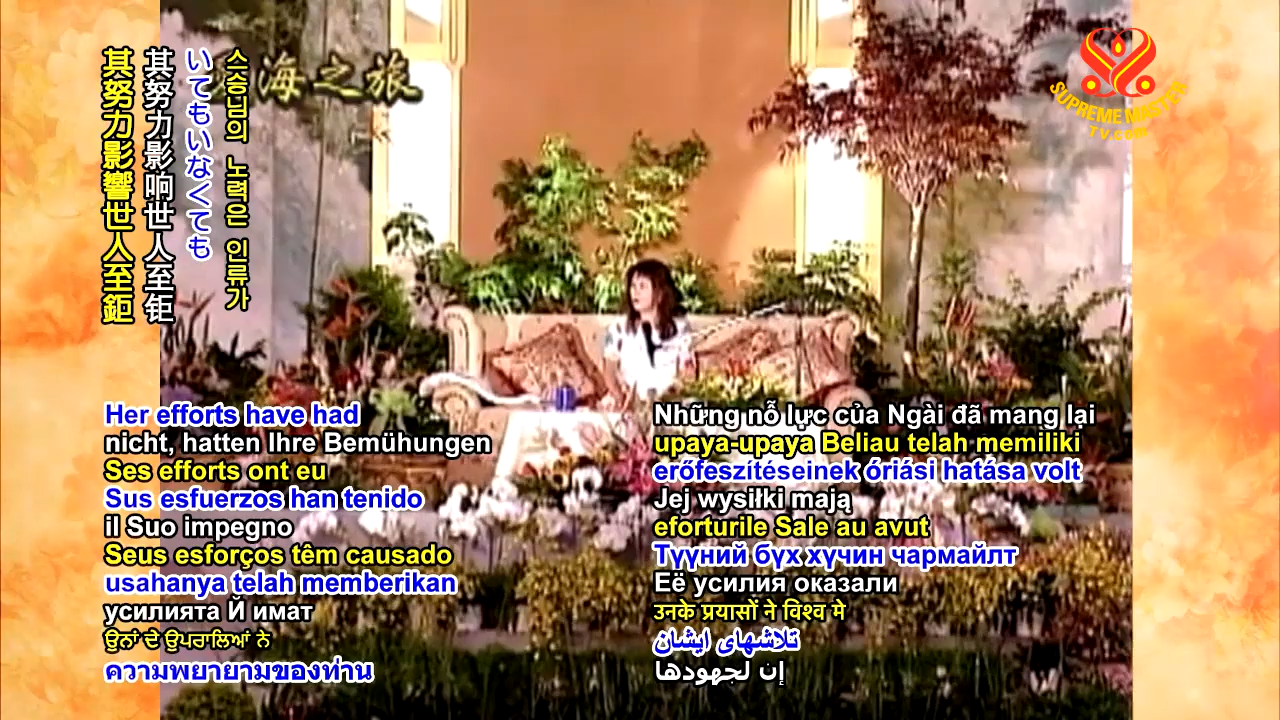 海之旅
SUPREME MASTER
TV.com
스승님의 노력은 인류가
いてもいなくても
其努力影响世人至钜
其努力影響世人至鉅
Her efforts have had
nicht, hatten Ihre Bemühungen
Ses efforts ont eu
Sus esfuerzos han tenido
il Suo impegno
Seus esforços têm causado
usahanya telah memberikan
усилията Й имат
ਉਨਾਂ ਦੇ ਉਪਰਾਲਿਆਂ ਨੇ
ความพยายามของท่าน
Những nỗ lực của Ngài đã mang lại
upaya-upaya Beliau telah memiliki
erőfeszítéseinek óriási hatása volt
Jej wysiłki mają
eforturile Sale au avut
Түүний бүх хүчин чармайлт
Её усилия оказали
उनके प्रयासों ने विश्व मे
تلاشهای ایشان
إن لجهودها